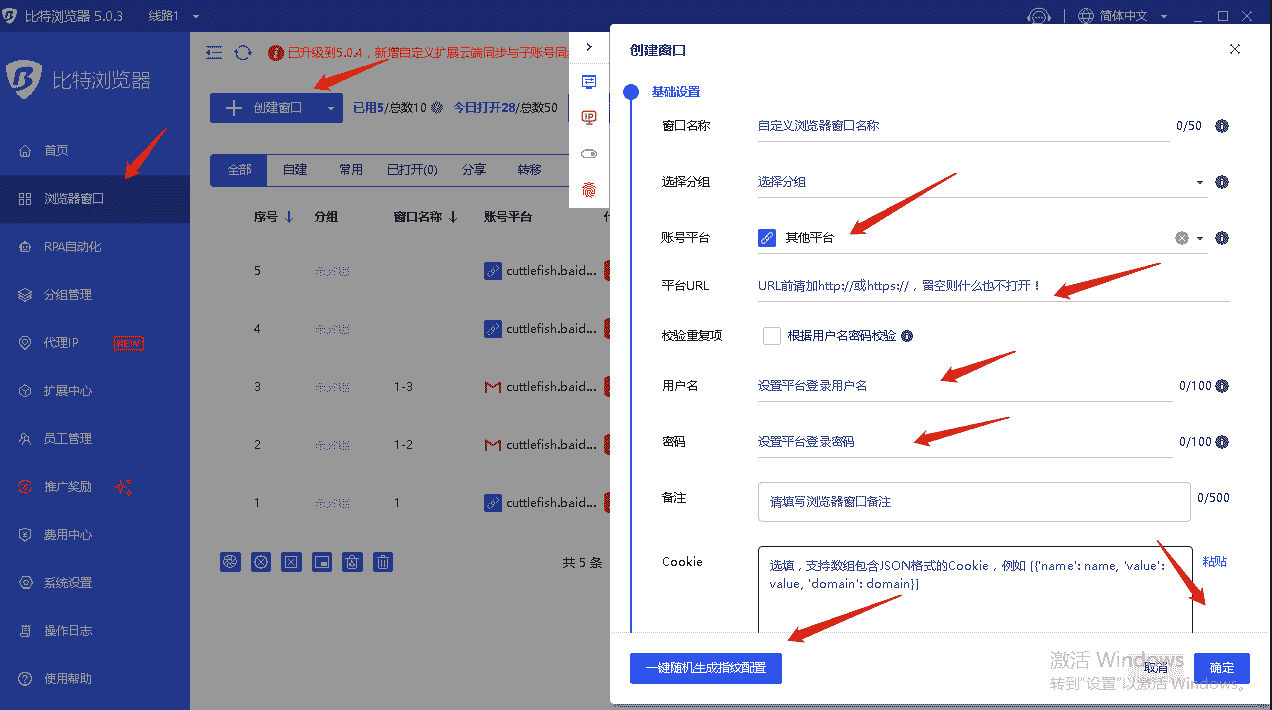 比特浏览器 5.0.3 线路1
简体中文
比特浏览器
首页
浏览器窗口
RPA自动化
分组管理
代理IP NEW
扩展中心
员工管理
推广奖励
费用中心
系统设置
操作日志
使用帮助
已升级到5.0.4，新增自定义扩展云端同步与子账号同
创建窗口 已用5/总数10 今日打开28/总数50
全部 自建 常用 已打开(0) 分享 转移
序号 分组 窗口名称 账号平台
5 cuttlefish.baid...
4 cuttlefish.baid...
3 1-3 cuttlefish.baid...
2 1-2 cuttlefish.baid...
1 1 cuttlefish.baid...
共 5 条
IP
创建窗口
基础设置
窗口名称 自定义浏览器窗口名称 0/50
选择分组 选择分组
账号平台 其他平台
平台URL URL前请加http://或https://，留空则什么也不打开！
校验重复项 根据用户名密码校验
用户名 设置平台登录用户名 0/100
密码 设置平台登录密码 0/100
备注 请填写浏览器窗口备注 0/500
Cookie 选填，支持数组包含JSON格式的Cookie，例如 [{'name': name, 'value': 粘贴
value, 'domain': domain}]
一键随机生成指纹配置 取消 确定
激活 Windows
转到"设置"以激活 Windows。